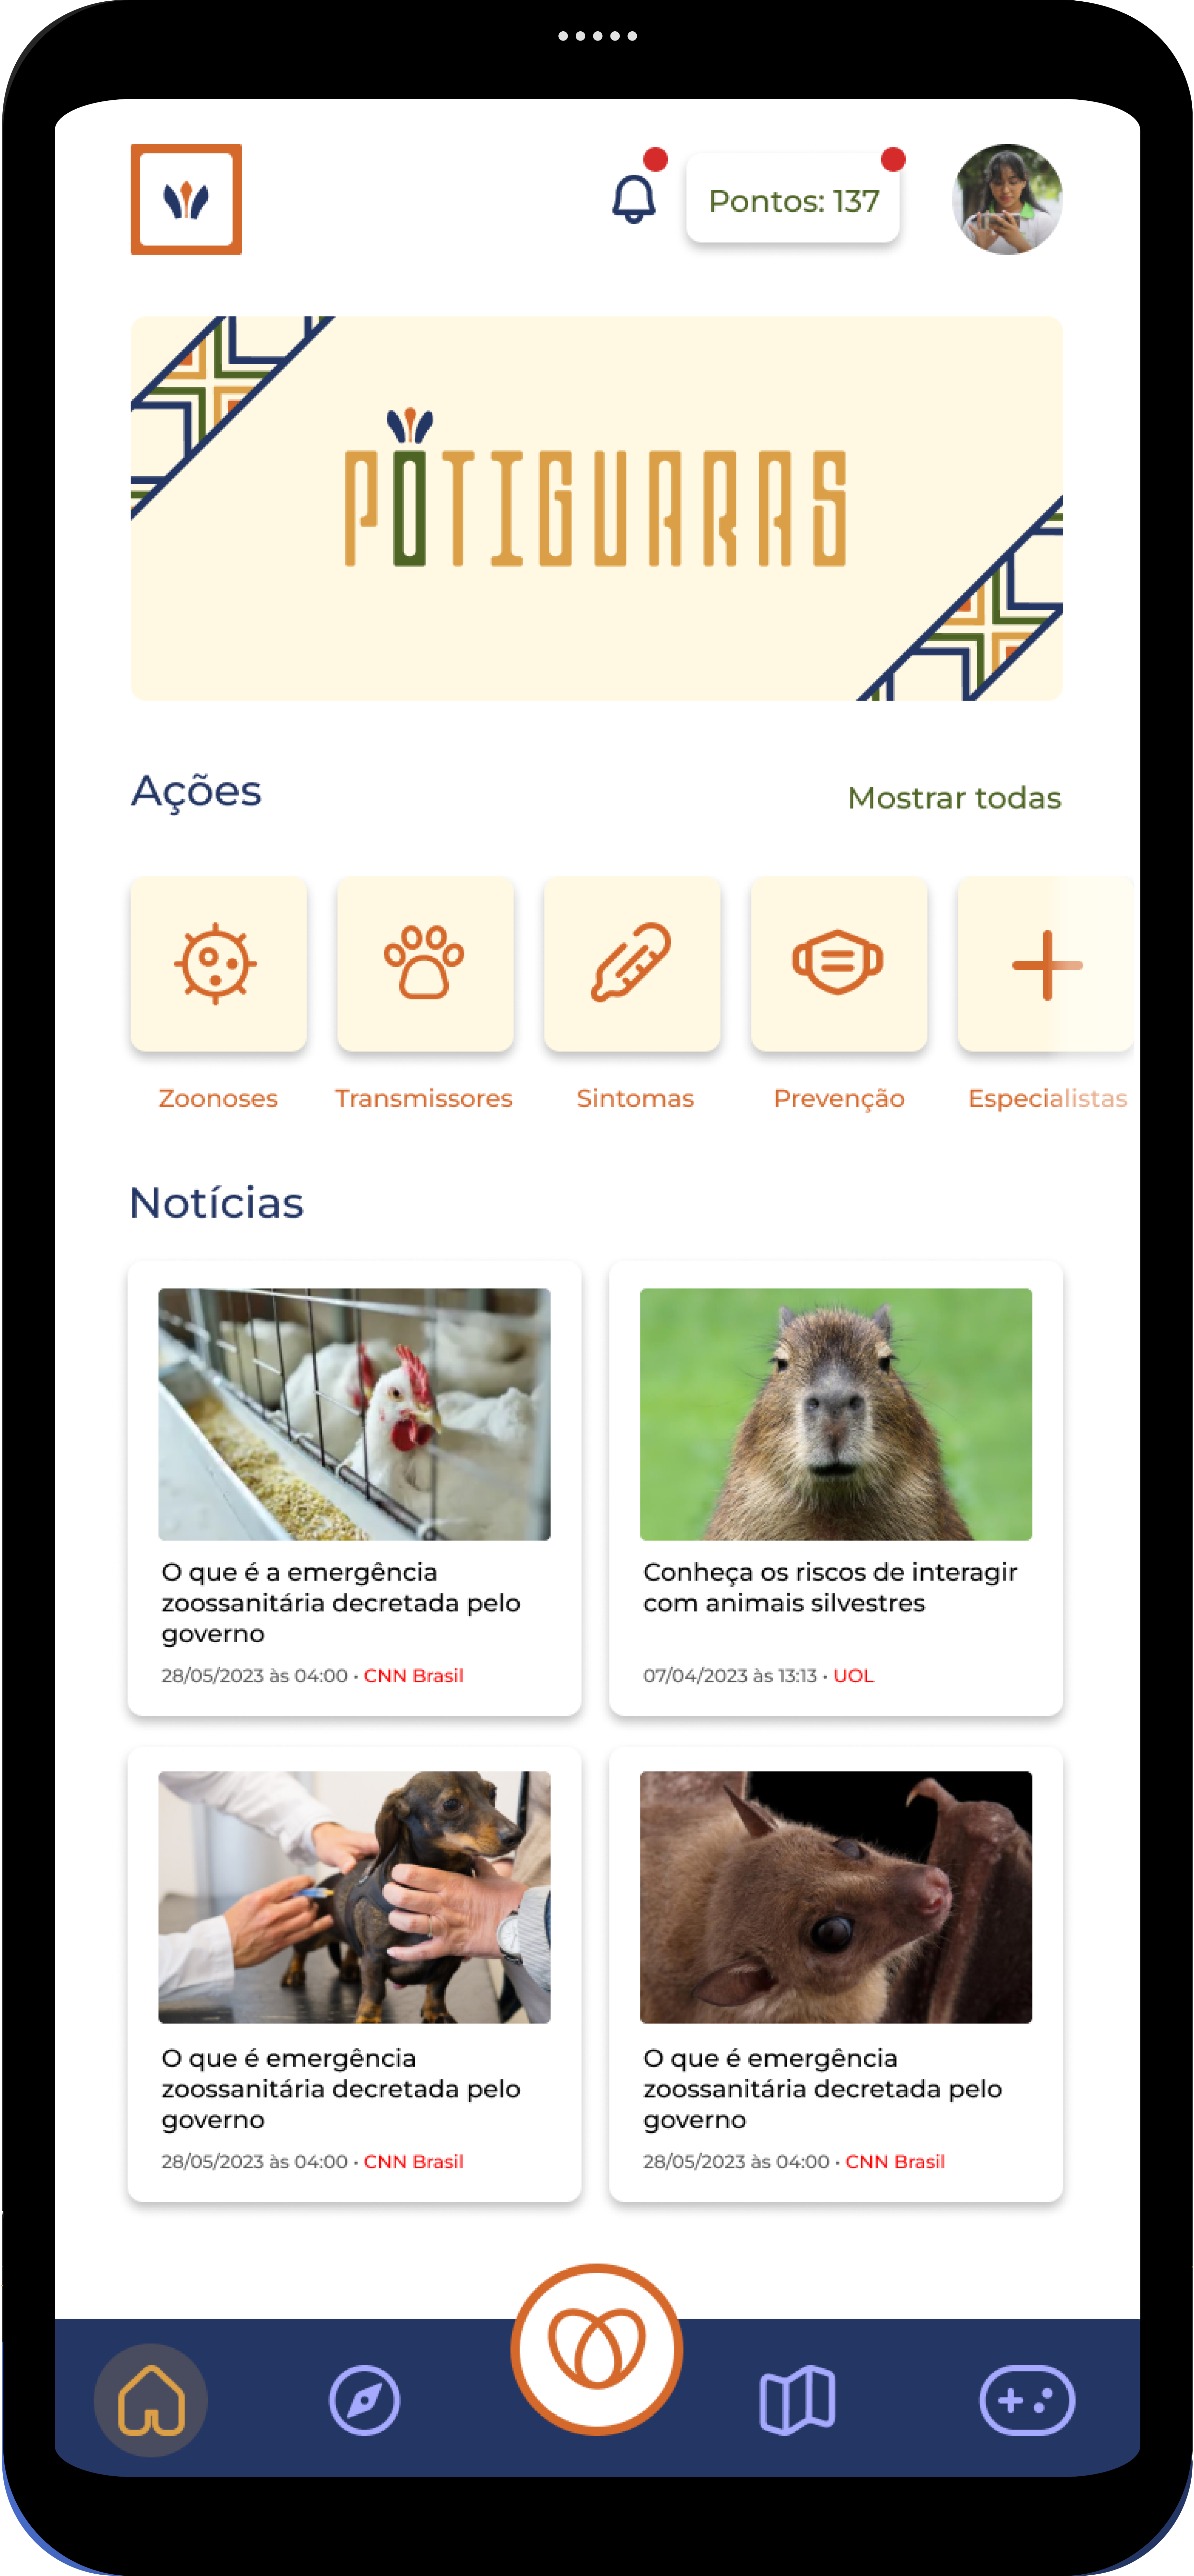 Pontos: 137
POTIGUARAS
Ações
Mostrar todas
Zoonoses
Transmissores
Sintomas
Prevenção
Especialistas
Notícias
O que é a emergência
zoossanitária decretada pelo
governo
28/05/2023 às 04:00 • CNN Brasil
Conheça os riscos de interagir
com animais silvestres
07/04/2023 às 13:13 • UOL
O que é emergência
zoossanitária decretada pelo
governo
28/05/2023 às 04:00 • CNN Brasil
O que é emergência
zoossanitária decretada pelo
governo
28/05/2023 às 04:00 • CNN Brasil